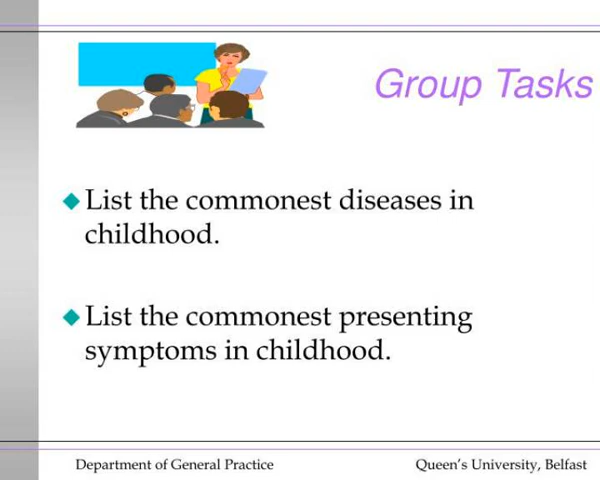 Group Tasks
List the commonest diseases in
childhood.
List the commonest presenting
symptoms in childhood.
Department of General Practice
Queen's University, Belfast